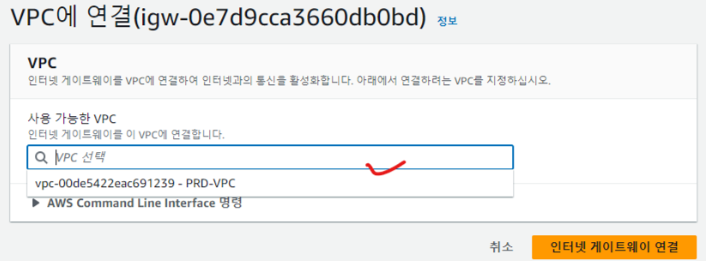 VPC에 연결(igw-0e7d9cca3660db0bd) 정보
VPC
인터넷 게이트웨이를 VPC에 연결하여 인터넷과의 통신을 활성화합니다. 아래에서 연결하려는 VPC를 지정하십시오.
사용 가능한 VPC
인터넷 게이트웨이를 이 VPC에 연결합니다.
VPC 선택
vpc-00de5422eac691239 - PRD-VPC
▶ AWS Command Line Interface 명령
취소 인터넷 게이트웨이 연결